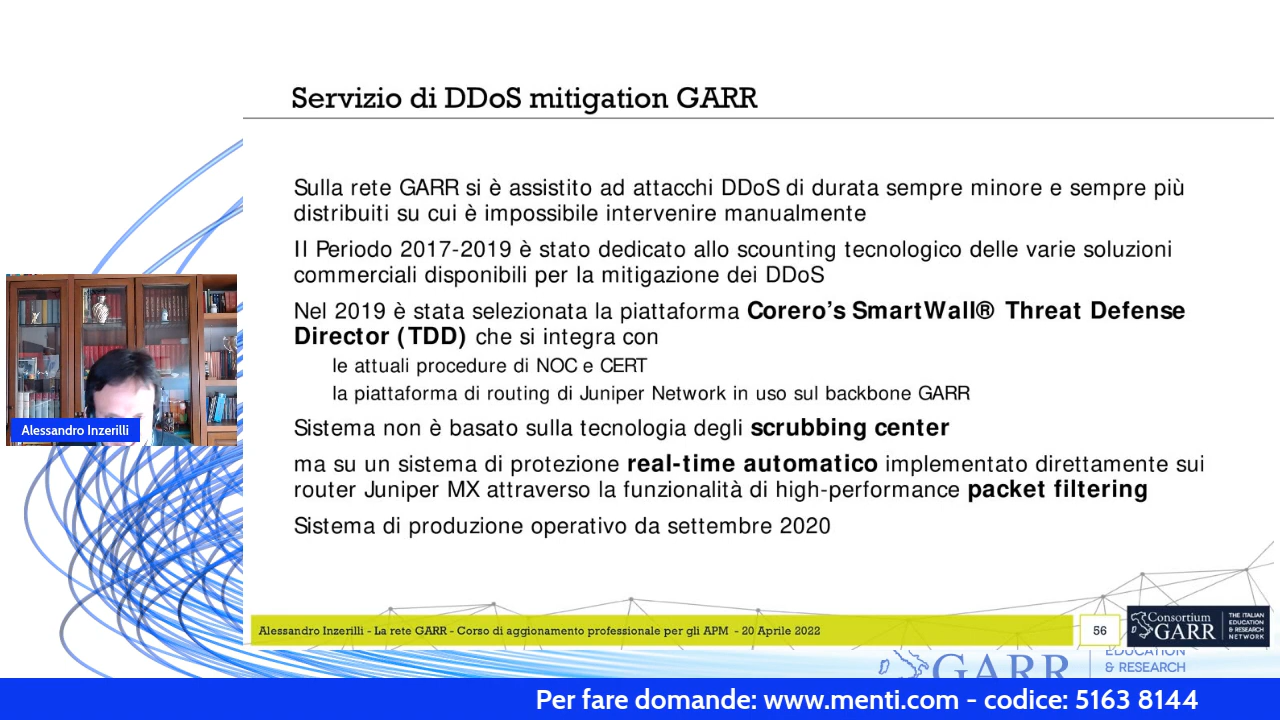 Servizio di DDoS mitigation GARR
Sulla rete GARR si è assistito ad attacchi DDoS di durata sempre minore e sempre più
distribuiti su cui è impossibile intervenire manualmente
Il Periodo 2017-2019 è stato dedicato allo scounting tecnologico delle varie soluzioni
commerciali disponibili per la mitigazione dei DDoS
Nel 2019 è stata selezionata la piattaforma Corero's SmartWall® Threat Defense
Director (TDD) che si integra con
le attuali procedure di NOC e CERT
la piattaforma di routing di Juniper Network in uso sul backbone GARR
Sistema non è basato sulla tecnologia degli scrubbing center
ma su un sistema di protezione real-time automatico implementato direttamente sui
router Juniper MX attraverso la funzionalità di high-performance packet filtering
Sistema di produzione operativo da settembre 2020
Alessandro Inzerilli
Alessandro Inzerilli - La rete GARR - Corso di aggionamento professionale per gli APM - 20 Aprile 2022
56
Consortium
GARR
THE ITALIAN
EDUCATION
& RESEARCH
NETWORK
GARR
EDUCATION
& RESEARCH
Per fare domande: www.menti.com - codice: 5163 8144